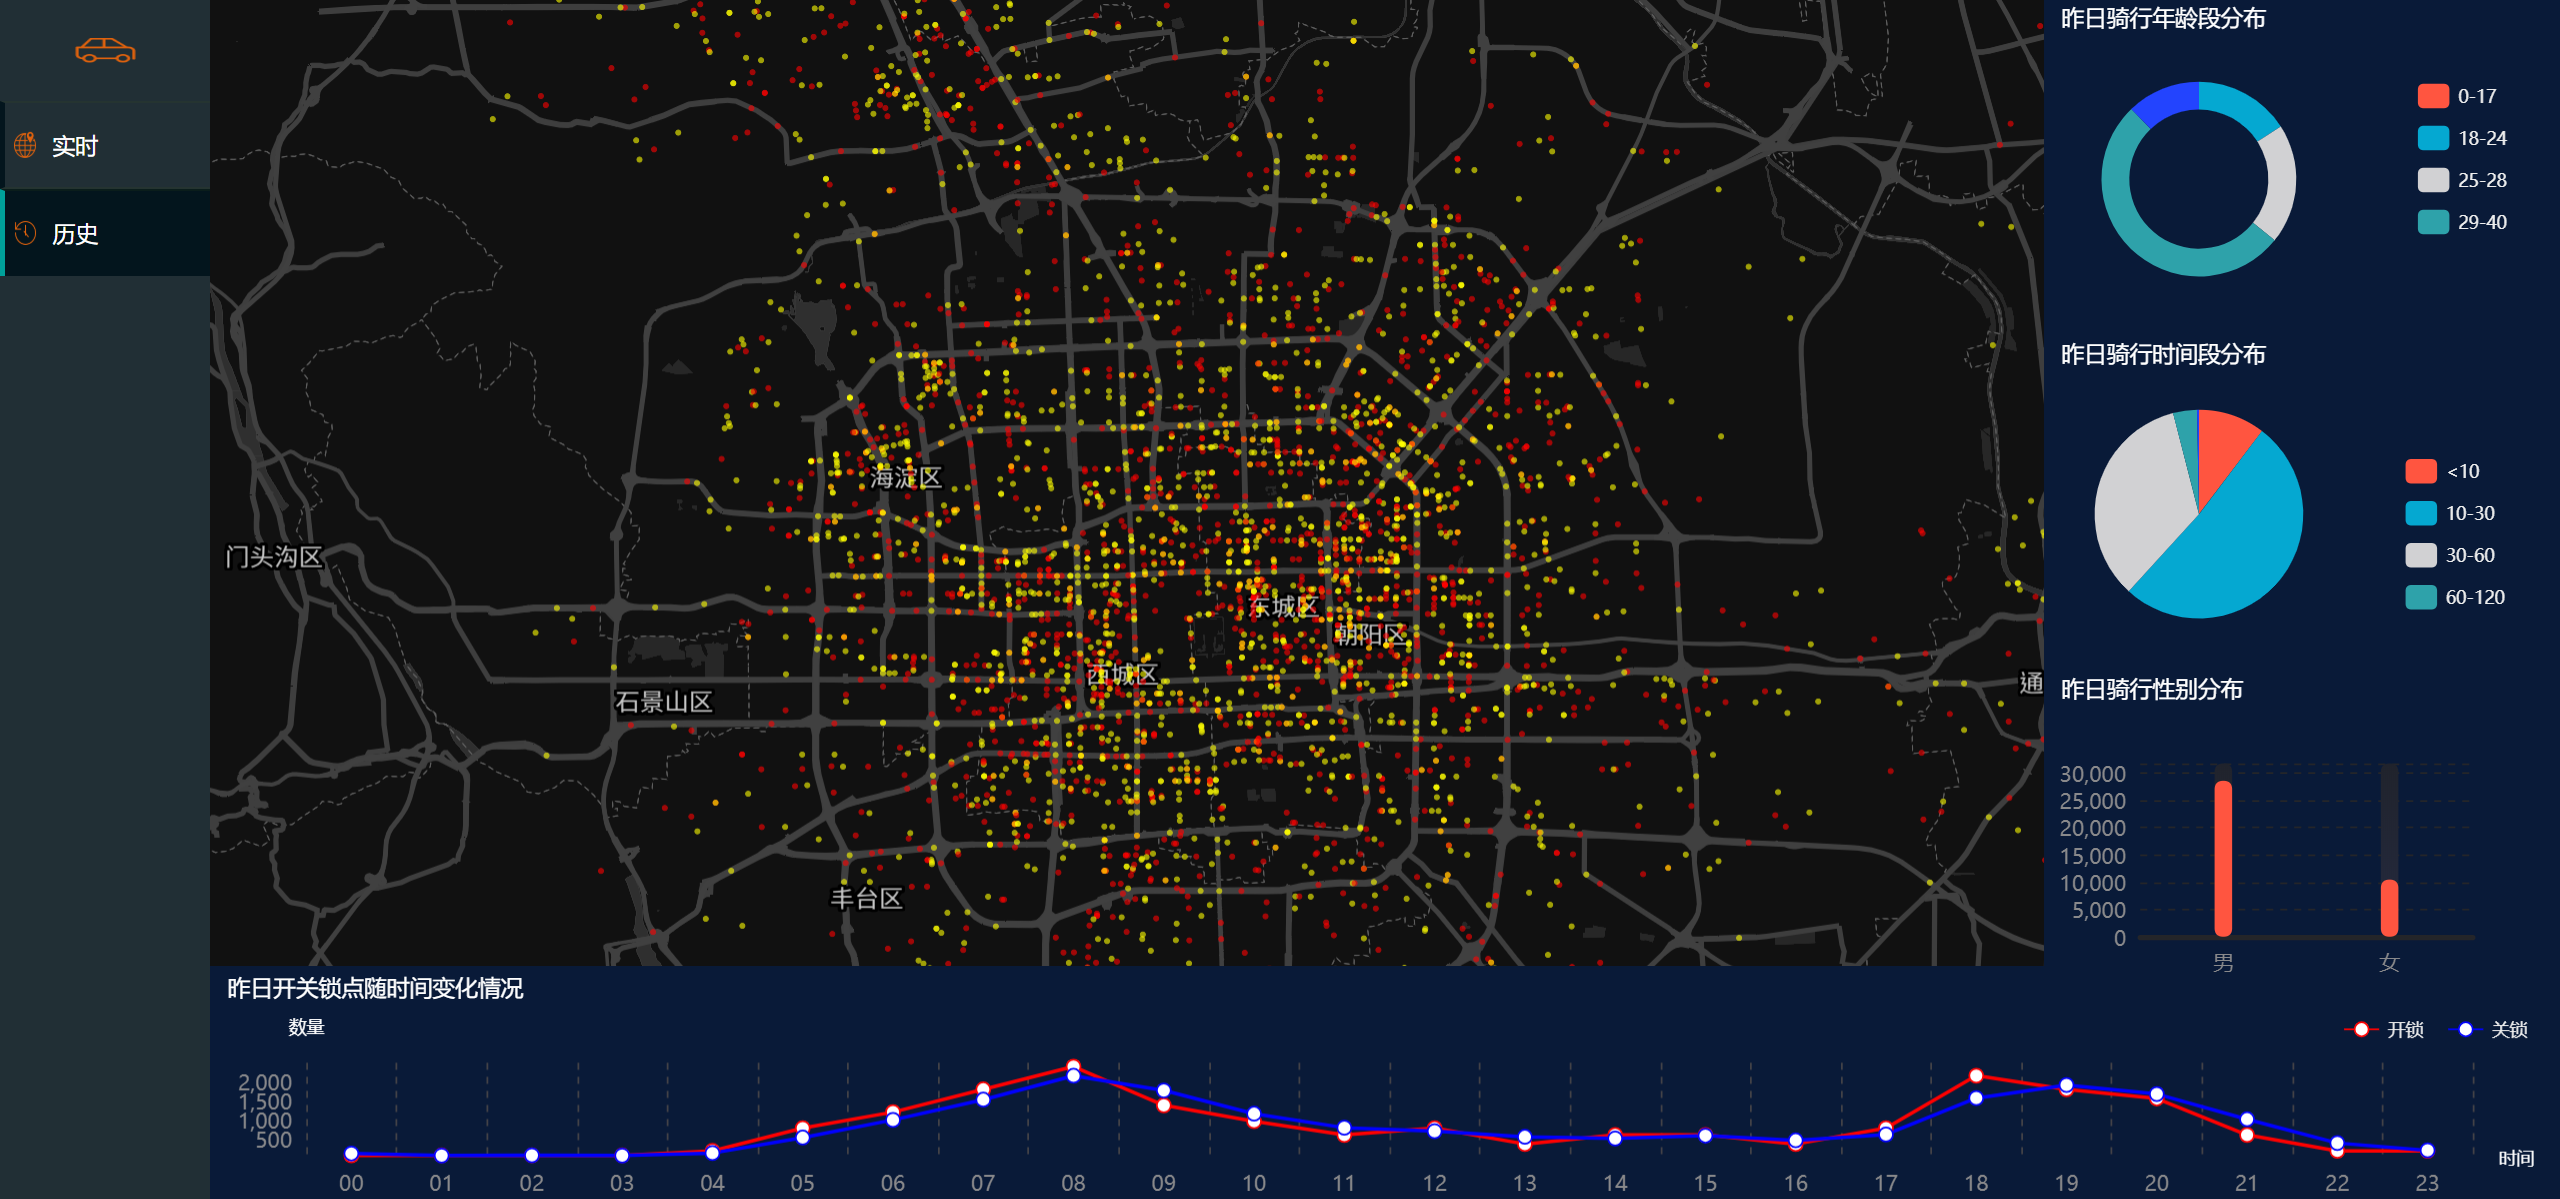 实时
历史
海淀区
门头沟区
东城区
朝阳区
西城区
石景山区
通
丰台区
昨日骑行年龄段分布
0-17
18-24
25-28
29-40
昨日骑行时间段分布
<10
10-30
30-60
60-120
昨日骑行性别分布
30,000
25,000
20,000
15,000
10,000
5,000
0
男
女
昨日开关锁点随时间变化情况
数量
开锁
关锁
2,000
1,500
1,000
500
时间
00 01 02 03 04 05 06 07 08 09 10 11 12 13 14 15 16 17 18 19 20 21 22 23